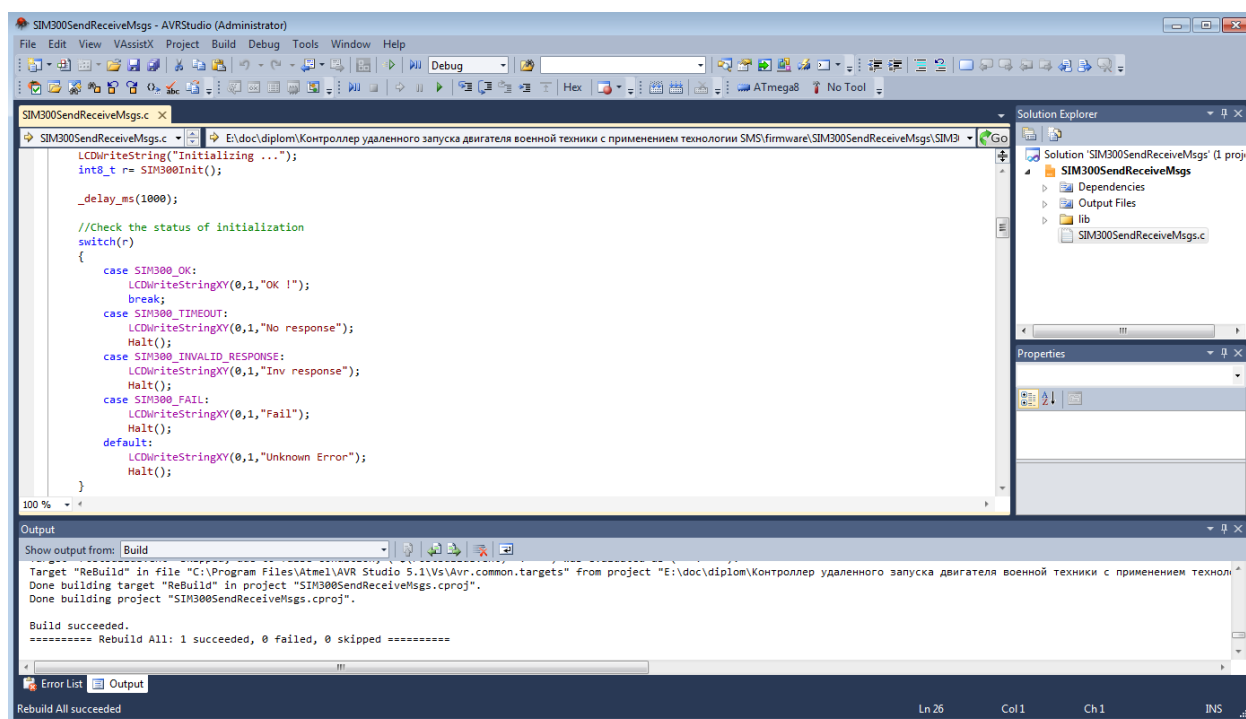 SIM300SendReceiveMsgs - AVRStudio (Administrator)
File Edit View VAssistX Project Build Debug Tools Window Help
Debug
Hex ATmega8 No Tool
SIM300SendReceiveMsgs.c
SIM300SendReceiveMsgs.c E:\doc\diplom\Контроллер удаленного запуска двигателя военной техники с применением технологии SMS\firmware\SIM300SendReceiveMsgs\SIM3 Go
LCDWriteString("Initializing ...");
int8_t r= SIM300Init();
_delay_ms(1000);
//Check the status of initialization
switch(r)
{
case SIM300_OK:
LCDWriteStringXY(0,1,"OK !");
break;
case SIM300_TIMEOUT:
LCDWriteStringXY(0,1,"No response");
Halt();
case SIM300_INVALID_RESPONSE:
LCDWriteStringXY(0,1,"Inv response");
Halt();
case SIM300_FAIL:
LCDWriteStringXY(0,1,"Fail");
Halt();
default:
LCDWriteStringXY(0,1,"Unknown Error");
Halt();
}
100 %
Solution Explorer
Solution 'SIM300SendReceiveMsgs' (1 proj
SIM300SendReceiveMsgs
Dependencies
Output Files
lib
SIM300SendReceiveMsgs.c
Properties
Output
Show output from: Build
Target "ReBuild" in file "C:\Program Files\Atmel\AVR Studio 5.1\Vs\Avr.common.targets" from project "E:\doc\diplom\Контроллер удаленного запуска двигателя военной техники с применением технол
Done building target "ReBuild" in project "SIM300SendReceiveMsgs.cproj".
Done building project "SIM300SendReceiveMsgs.cproj".
Build succeeded.
========== Rebuild All: 1 succeeded, 0 failed, 0 skipped ==========
Error List Output
Rebuild All succeeded Ln 26 Col 1 Ch 1 INS